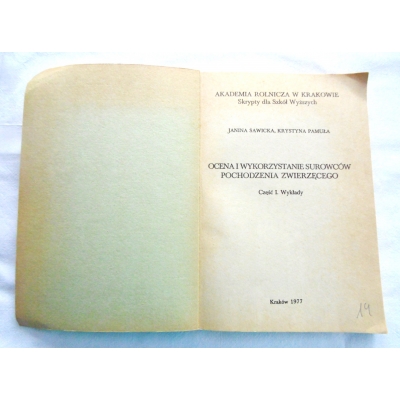 AKADEMIA ROLNICZA W KRAKOWIE
Skrypty dla Szkół Wyższych
JANINA SAWICKA, KRYSTYNA PAMUŁA
OCENA I WYKORZYSTANIE SUROWCÓW
POCHODZENIA ZWIERZĘCEGO
Część I. Wykłady
Kraków 1977
19